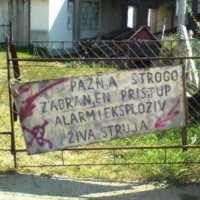 PAŽNJA STROGO
ZABRANJEN PRISTUP
ALARM I EKSPLOZIV
ŽIVA STRUJA